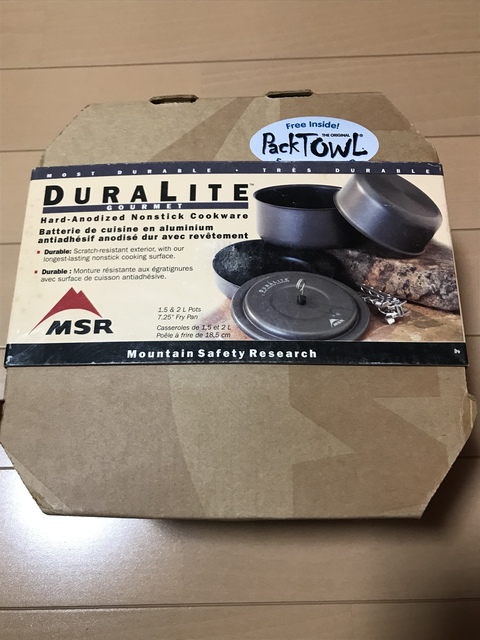 Free Inside!
THE ORIGINAL
PackTOWL®
MOST DURABLE • TRÈS DURABLE
DURALITE™
GOURMET
Hard-Anodized Nonstick Cookware
Batterie de cuisine en aluminium
antiadhésif anodisé dur avec revêtement
Durable: Scratch-resistant exterior, with our
longest-lasting nonstick cooking surface.
Durable : Monture résistante aux égratignures
avec surface de cuisson antiadhésive.
DURALITE
MSR
1.5 & 2 L Pots
7.25" Fry Pan
Casseroles de 1,5 et 2 L
Poêle à frire de 18,5 cm
Mountain Safety Research